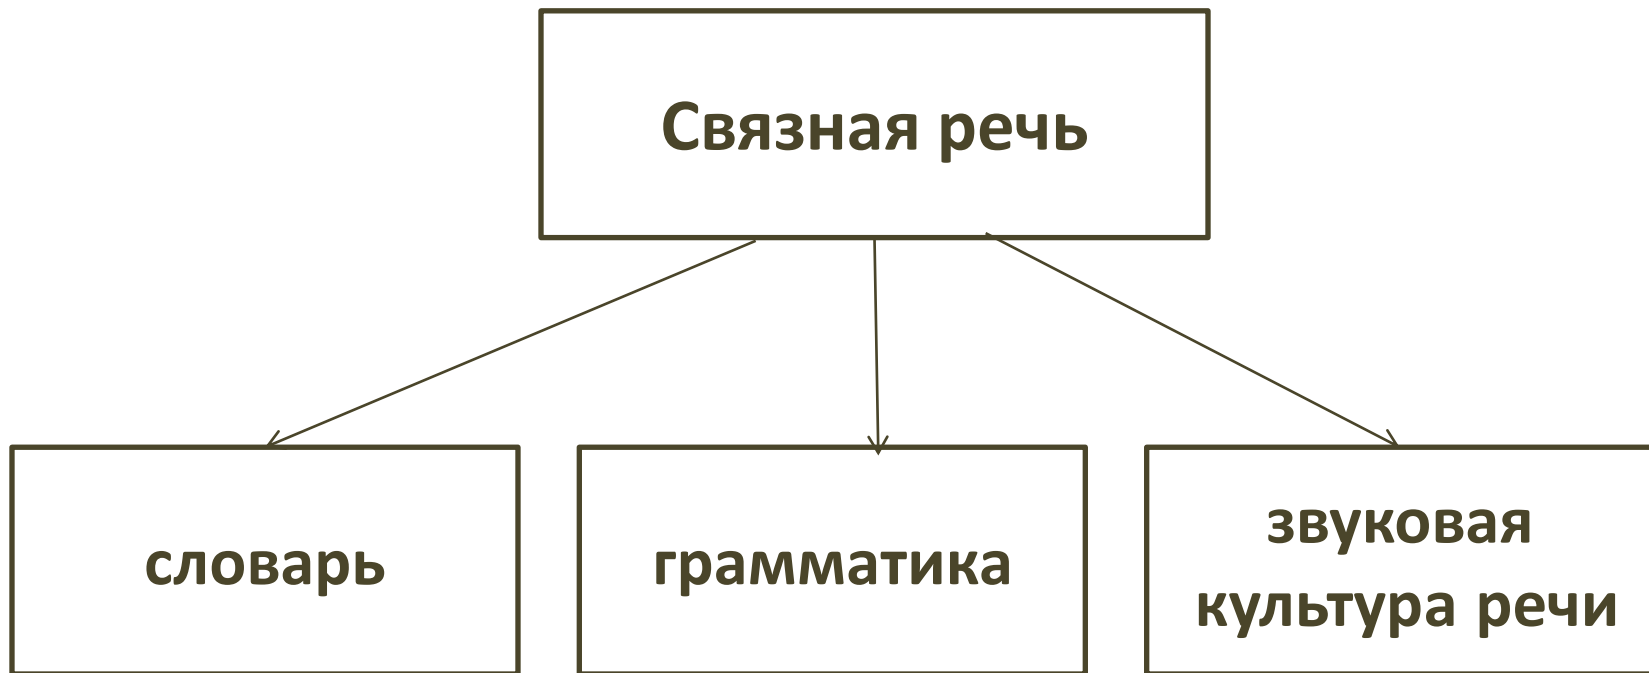 Связная речь
словарь
грамматика
звуковая
культура речи